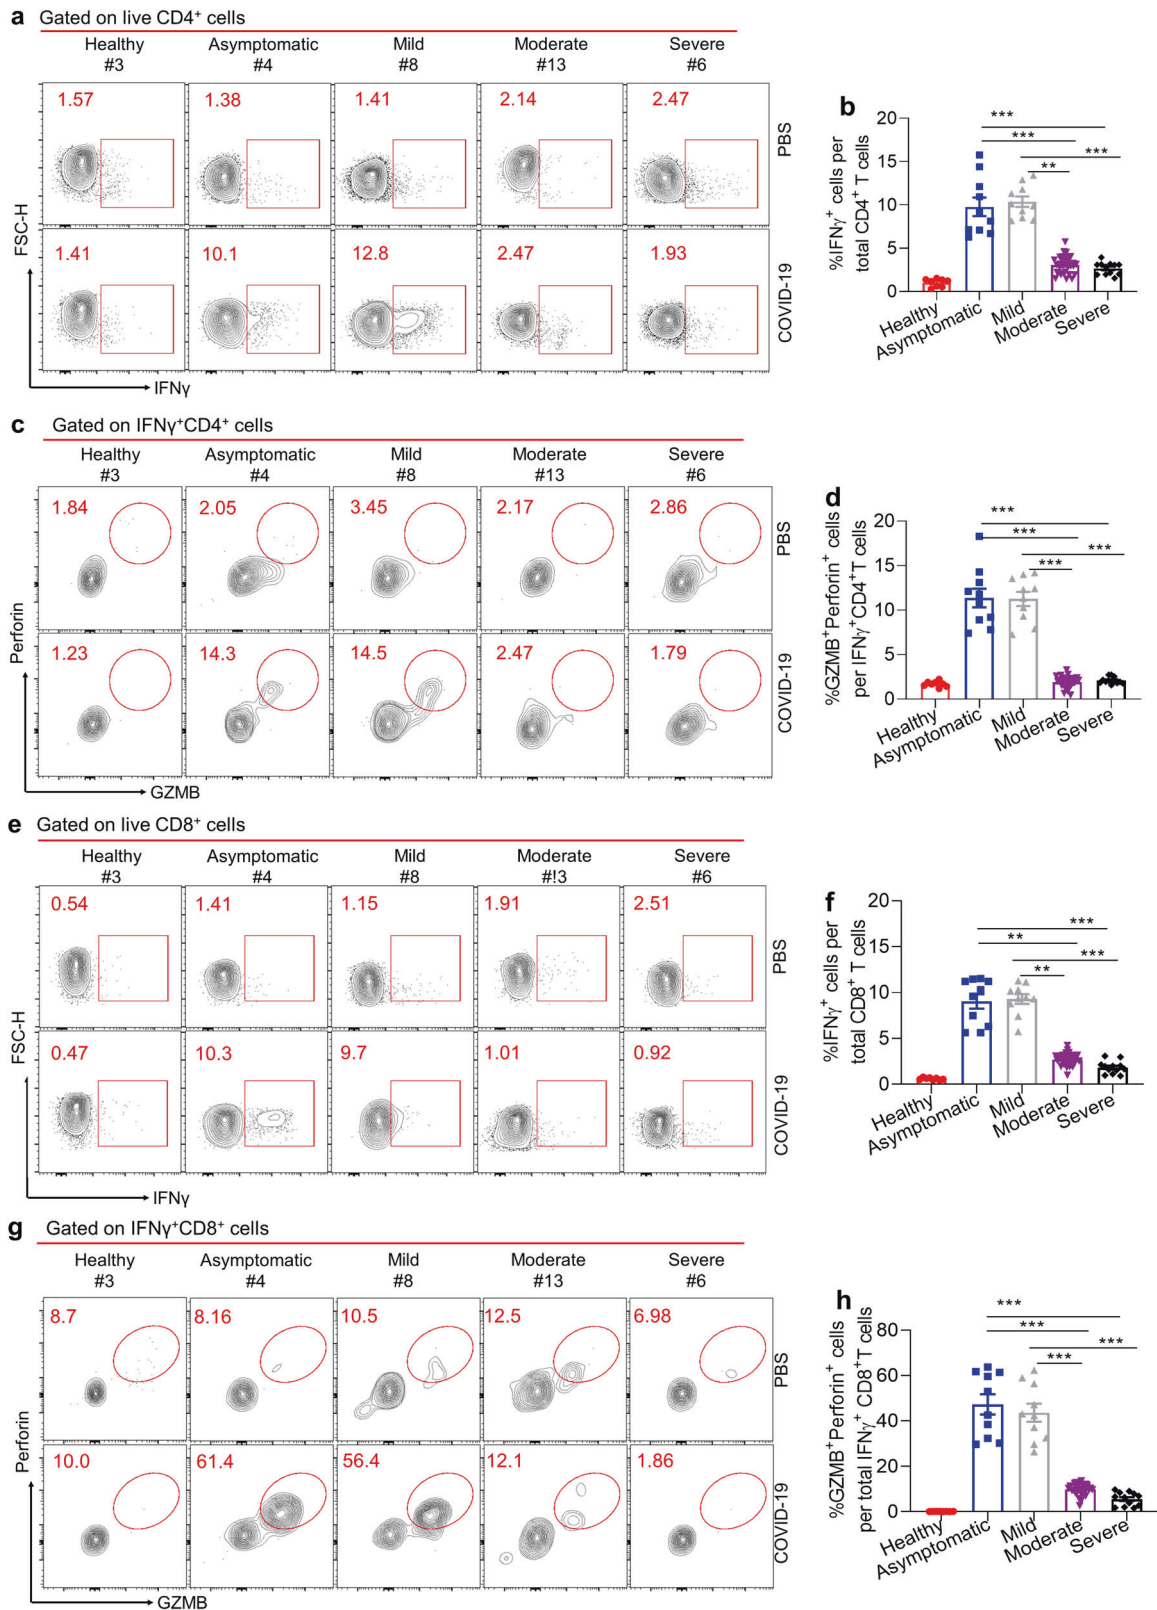 a Gated on live CD4⁺ cells
Healthy Asymptomatic Mild Moderate Severe
#3 #4 #8 #13 #6
1.57 1.38 1.41 2.14 2.47
PBS
1.41 10.1 12.8 2.47 1.93
COVID-19
FSC-H
IFNγ
b
%IFNγ⁺ cells per
total CD4⁺ T cells
20
15
10
5
0
***
***
***
**
Healthy
Asymptomatic
Mild
Moderate
Severe
c Gated on IFNγ⁺CD4⁺ cells
Healthy Asymptomatic Mild Moderate Severe
#3 #4 #8 #13 #6
1.84 2.05 3.45 2.17 2.86
PBS
1.23 14.3 14.5 2.47 1.79
COVID-19
Perforin
GZMB
d
%GZMB⁺Perforin⁺ cells
per IFNγ⁺CD4⁺T cells
20
15
10
5
0
***
***
***
***
Healthy
Asymptomatic
Mild
Moderate
Severe
e Gated on live CD8⁺ cells
Healthy Asymptomatic Mild Moderate Severe
#3 #4 #8 #!3 #6
0.54 1.41 1.15 1.91 2.51
PBS
0.47 10.3 9.7 1.01 0.92
COVID-19
FSC-H
IFNγ
f
%IFNγ⁺ cells per
total CD8⁺ T cells
20
15
10
5
0
***
**
***
**
Healthy
Asymptomatic
Mild
Moderate
Severe
g Gated on IFNγ⁺CD8⁺ cells
Healthy Asymptomatic Mild Moderate Severe
#3 #4 #8 #13 #6
8.7 8.16 10.5 12.5 6.98
PBS
10.0 61.4 56.4 12.1 1.86
COVID-19
Perforin
GZMB
h
%GZMB⁺Perforin⁺ cells
per total IFNγ⁺ CD8⁺T cells
80
60
40
20
0
***
***
***
***
Healthy
Asymptomatic
Mild
Moderate
Severe